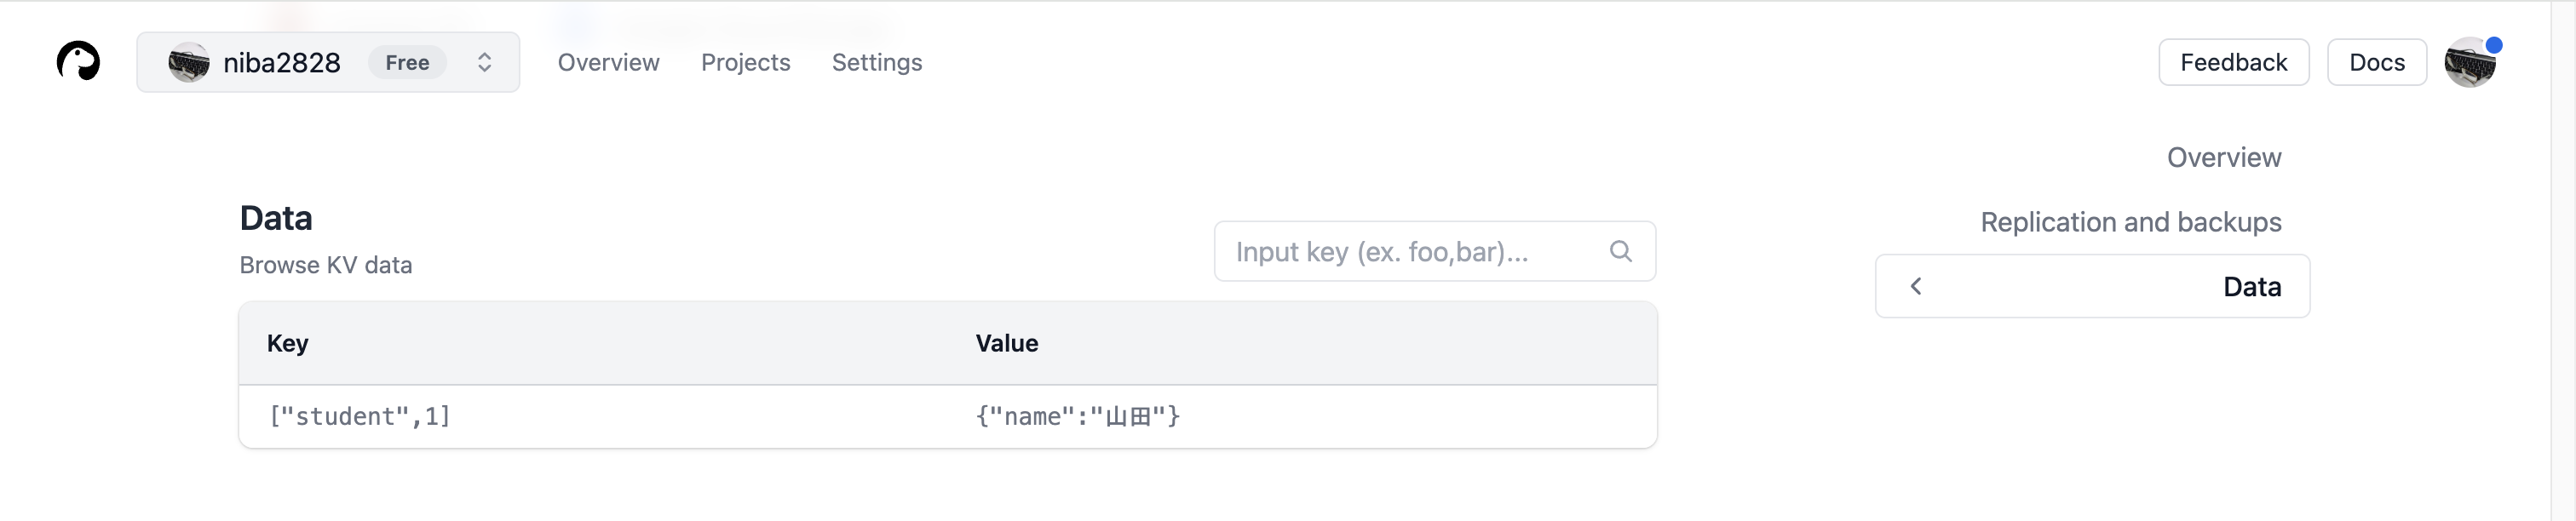 niba2828 Free Overview Projects Settings Feedback Docs
Overview
Replication and backups
Data
Data
Browse KV data
Input key (ex. foo,bar)...
Key Value
["student",1] {"name":"山田"}